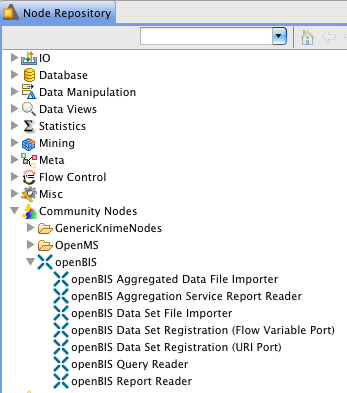 Node Repository
IO
Database
Data Manipulation
Data Views
Statistics
Mining
Meta
Flow Control
Misc
Community Nodes
GenericKnimeNodes
OpenMS
openBIS
openBIS Aggregated Data File Importer
openBIS Aggregation Service Report Reader
openBIS Data Set File Importer
openBIS Data Set Registration (Flow Variable Port)
openBIS Data Set Registration (URI Port)
openBIS Query Reader
openBIS Report Reader